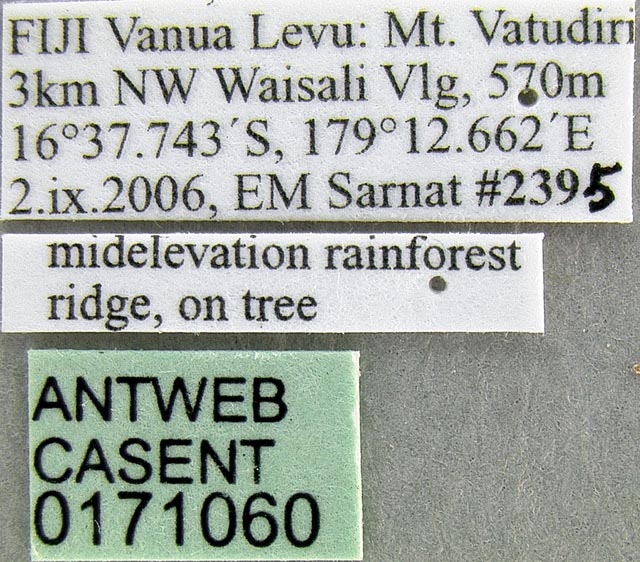 FIJI Vanua Levu: Mt. Vatudiri
3km NW Waisali Vlg, 570m
16°37.743´S, 179°12.662´E
2.ix.2006, EM Sarnat #2395
midelevation rainforest
ridge, on tree
ANTWEB
CASENT
0171060